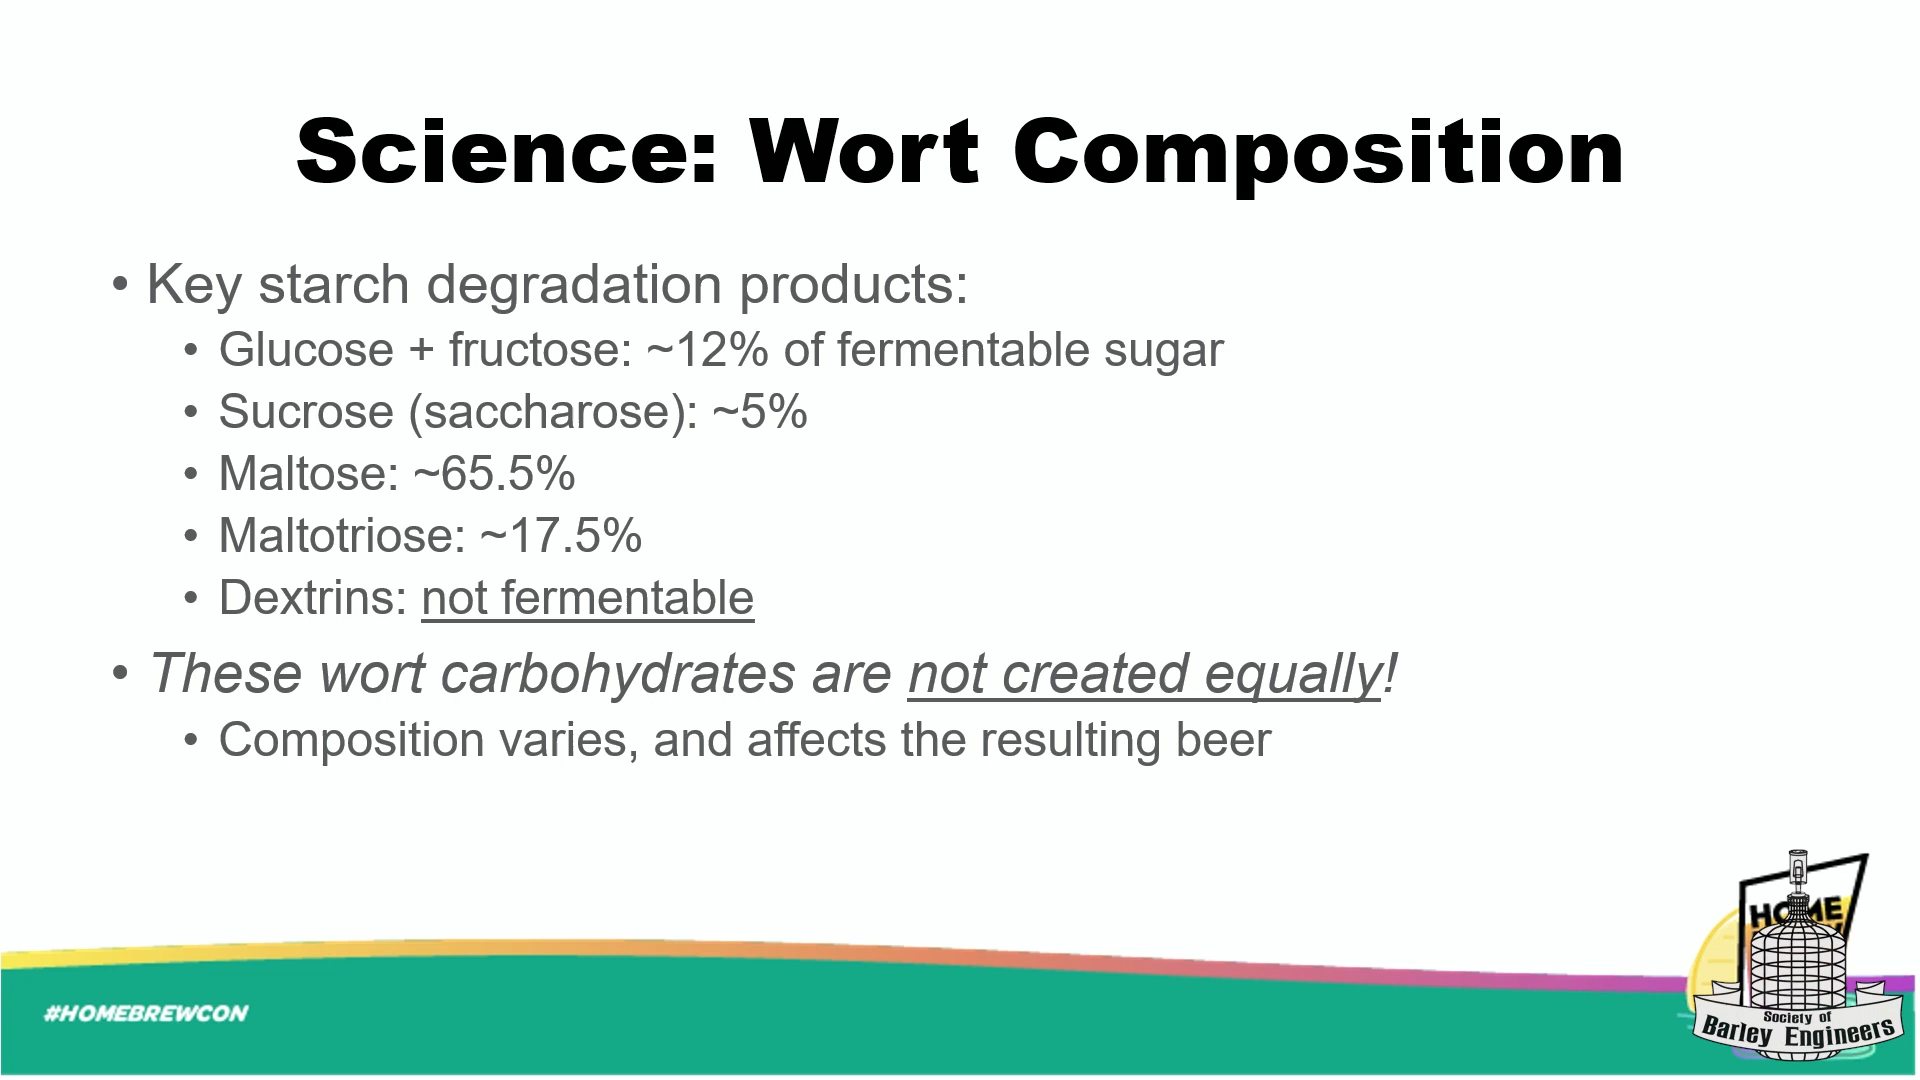 Science: Wort Composition
• Key starch degradation products:
• Glucose + fructose: ~12% of fermentable sugar
• Sucrose (saccharose): ~5%
• Maltose: ~65.5%
• Maltotriose: ~17.5%
• Dextrins: not fermentable
• These wort carbohydrates are not created equally!
• Composition varies, and affects the resulting beer
#HOMEBREWCON
HOME
Society of
Barley Engineers